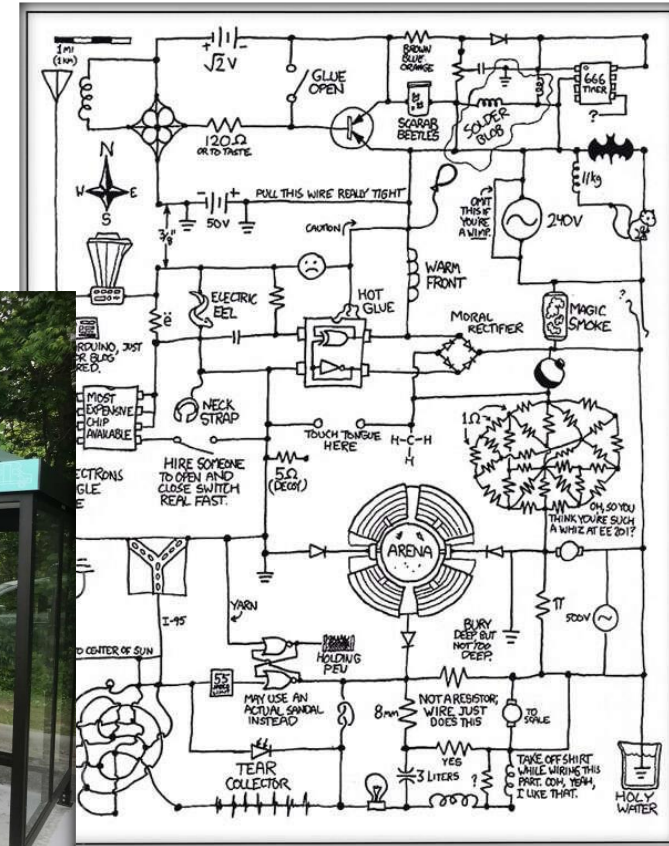 1 MI
(1 KM)
√2 V
GLUE
OPEN
BROWN
BLUE
ORANGE
SCARAB
BEETLES
SOLDER
BLOB
666
TIMER
?
120Ω
OR TO TASTE
N
W E
S
50V
PULL THIS WIRE REALLY TIGHT
3/8"
CAUTION
OMIT
THIS IF
YOU'RE
A WIMP.
240V
11kg
ELECTRIC
EEL
HOT
GLUE
WARM
FRONT
MORAL
RECTIFIER
MAGIC
SMOKE
?
ë
RDUINO, JUST
OR BLOG
RED.
MOST
EXPENSIVE
CHIP
AVAILABLE
NECK
STRAP
TOUCH TONGUE
HERE
H-C-H
H
1Ω
HIRE SOMEONE
TO OPEN AND
CLOSE SWITCH
REAL FAST.
5Ω
(DECOY)
ECTRONS
GLE
OH, SO YOU
THINK YOU'RE SUCH
A WHIZ AT EE 201?
ARENA
I-95
YARN
BURY
DEEP, BUT
NOT TOO
DEEP.
π
500V
O CENTER OF SUN
HOLDING
PEN
MAY USE AN
ACTUAL SANDAL
INSTEAD
55
8mm
NOT A RESISTOR;
WIRE JUST
DOES THIS
TO
SCALE
TEAR
COLLECTOR
3 LITERS
YES
?
TAKE OFF SHIRT
WHILE WIRING THIS
PART. OOH, YEAH,
I LIKE THAT.
HOLY
WATER